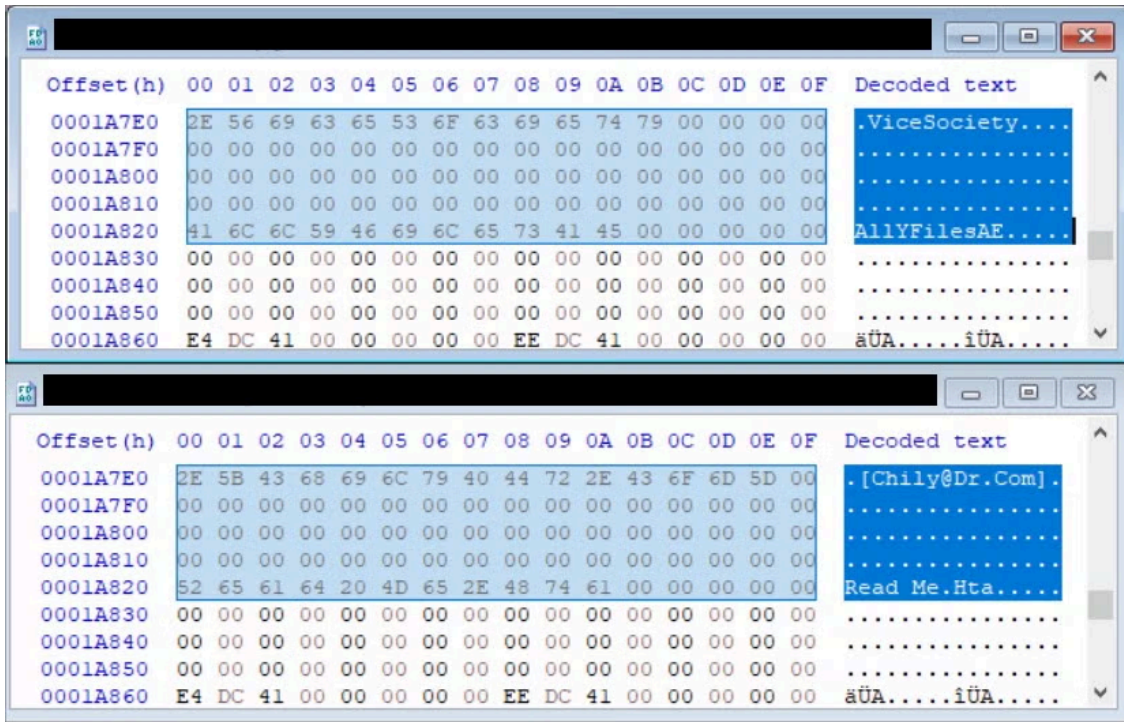 Offset(h) 00 01 02 03 04 05 06 07 08 09 0A 0B 0C 0D 0E 0F Decoded text
0001A7E0 2E 56 69 63 65 53 6F 63 69 65 74 79 00 00 00 00 .ViceSociety....
0001A7F0 00 00 00 00 00 00 00 00 00 00 00 00 00 00 00 00 ................
0001A800 00 00 00 00 00 00 00 00 00 00 00 00 00 00 00 00 ................
0001A810 00 00 00 00 00 00 00 00 00 00 00 00 00 00 00 00 ................
0001A820 41 6C 6C 59 46 69 6C 65 73 41 45 00 00 00 00 00 AllYFilesAE.....
0001A830 00 00 00 00 00 00 00 00 00 00 00 00 00 00 00 00 ................
0001A840 00 00 00 00 00 00 00 00 00 00 00 00 00 00 00 00 ................
0001A850 00 00 00 00 00 00 00 00 00 00 00 00 00 00 00 00 ................
0001A860 E4 DC 41 00 00 00 00 00 EE DC 41 00 00 00 00 00 äÜA.....îÜA.....
Offset(h) 00 01 02 03 04 05 06 07 08 09 0A 0B 0C 0D 0E 0F Decoded text
0001A7E0 2E 5B 43 68 69 6C 79 40 44 72 2E 43 6F 6D 5D 00 .[Chily@Dr.Com].
0001A7F0 00 00 00 00 00 00 00 00 00 00 00 00 00 00 00 00 ................
0001A800 00 00 00 00 00 00 00 00 00 00 00 00 00 00 00 00 ................
0001A810 00 00 00 00 00 00 00 00 00 00 00 00 00 00 00 00 ................
0001A820 52 65 61 64 20 4D 65 2E 48 74 61 00 00 00 00 00 Read Me.Hta.....
0001A830 00 00 00 00 00 00 00 00 00 00 00 00 00 00 00 00 ................
0001A840 00 00 00 00 00 00 00 00 00 00 00 00 00 00 00 00 ................
0001A850 00 00 00 00 00 00 00 00 00 00 00 00 00 00 00 00 ................
0001A860 E4 DC 41 00 00 00 00 00 EE DC 41 00 00 00 00 00 äÜA.....îÜA.....